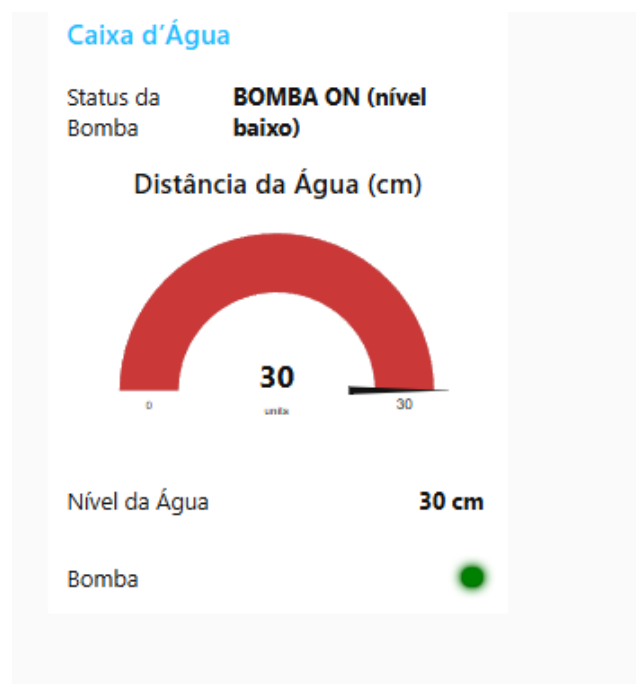 Caixa d’Água
Status da BOMBA ON (nível
Bomba baixo)
Distância da Água (cm)
30
0 units 30
Nível da Água 30 cm
Bomba